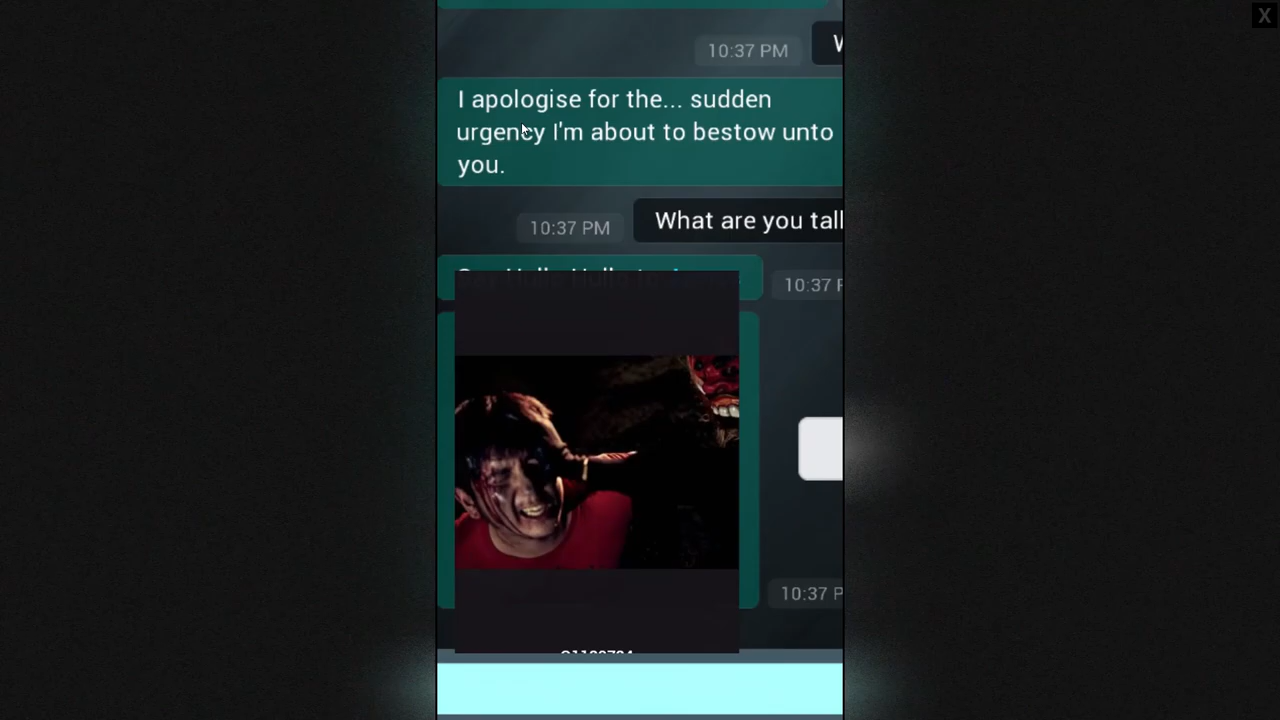 X
10:37 PM
I apologise for the... sudden
urgency I'm about to bestow unto
you.
10:37 PM
What are you tall
10:37 P
10:37 P